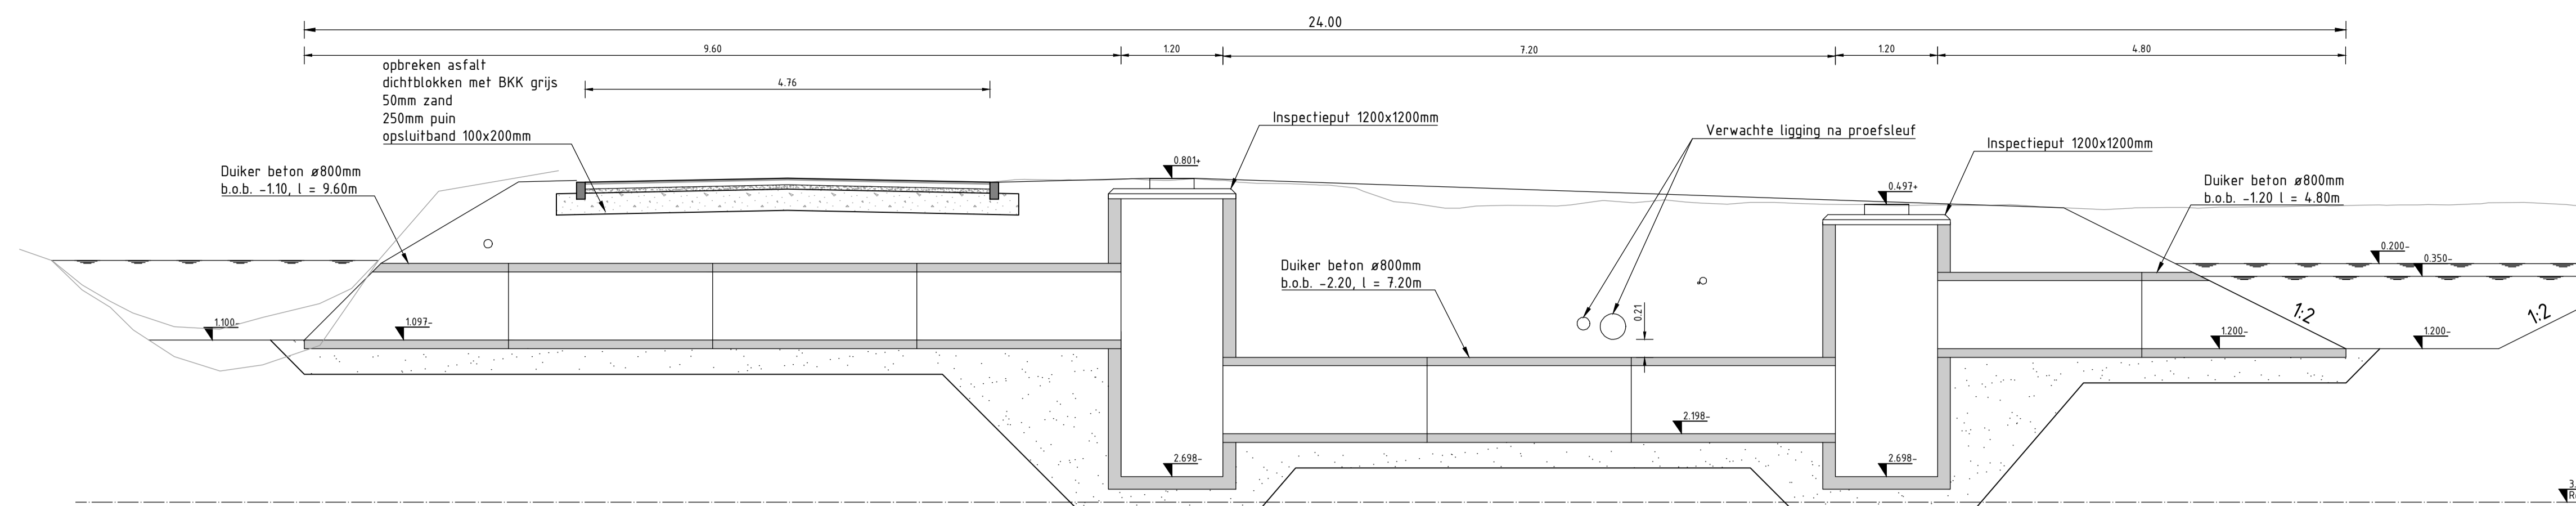 24.00
9.60
1.20
7.20
1.20
4.80
opbreken asfalt
dichtblokken met BKK grijs
50mm zand
250mm puin
opsluitband 100x200mm
4.76
Inspectieput 1200x1200mm
Verwachte ligging na proefsleuf
Inspectieput 1200x1200mm
Duiker beton ø800mm
b.o.b. -1.10, l = 9.60m
0.801+
0.497+
Duiker beton ø800mm
b.o.b. -1.20 l = 4.80m
0.200-
0.350-
Duiker beton ø800mm
b.o.b. -2.20, l = 7.20m
0.21
1:2
1:2
1.100-
1.097-
1.200-
1.200-
2.198-
2.698-
2.698-